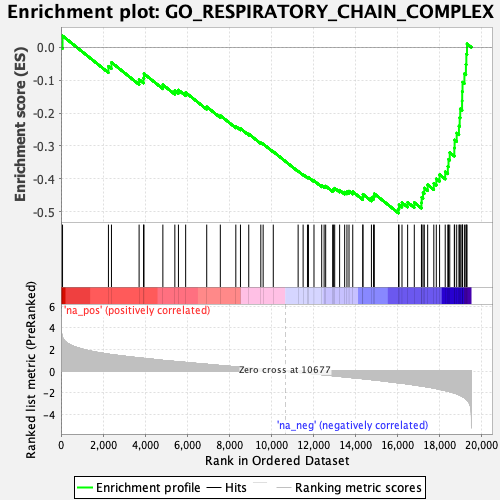 Enrichment plot: GO_RESPIRATORY_CHAIN_COMPLEX
Enrichment score (ES)
0.0
-0.1
-0.2
-0.3
-0.4
-0.5
Ranked list metric (PreRanked)
6
4
2
0
-2
-4
'na_pos' (positively correlated)
Zero cross at 10677
'na_neg' (negatively correlated)
0 2,000 4,000 6,000 8,000 10,000 12,000 14,000 16,000 18,000 20,000
Rank in Ordered Dataset
Enrichment profile Hits Ranking metric scores